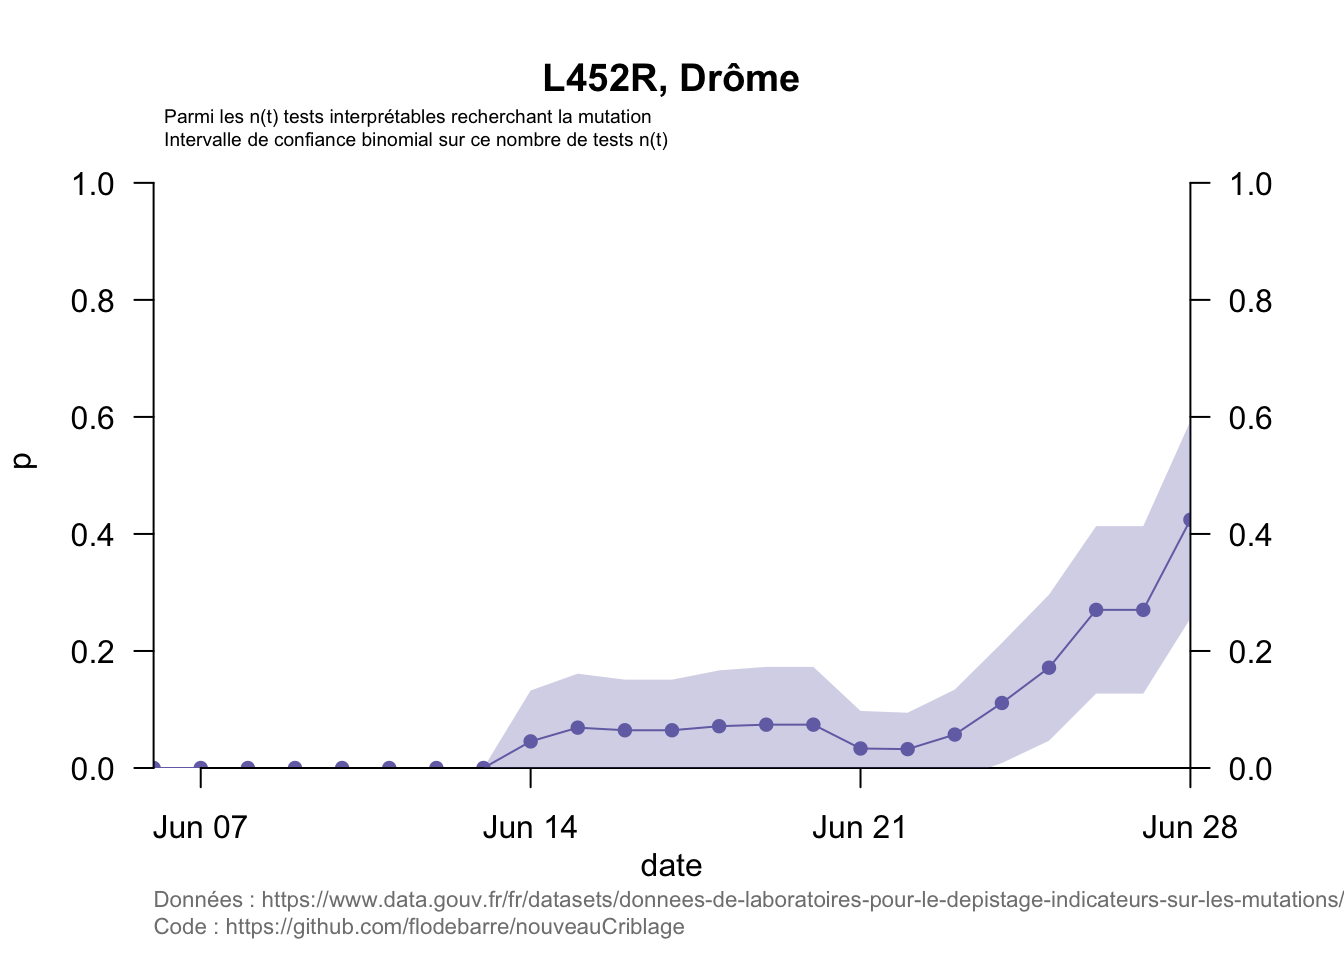 L452R, Drôme
Parmi les n(t) tests interprétables recherchant la mutation
Intervalle de confiance binomial sur ce nombre de tests n(t)
1.0
0.8
0.6
0.4
0.2
0.0
p
1.0
0.8
0.6
0.4
0.2
0.0
Jun 07 Jun 14 Jun 21 Jun 28
date
Données : https://www.data.gouv.fr/fr/datasets/donnees-de-laboratoires-pour-le-depistage-indicateurs-sur-les-mutations/
Code : https://github.com/flodebarre/nouveauCriblage